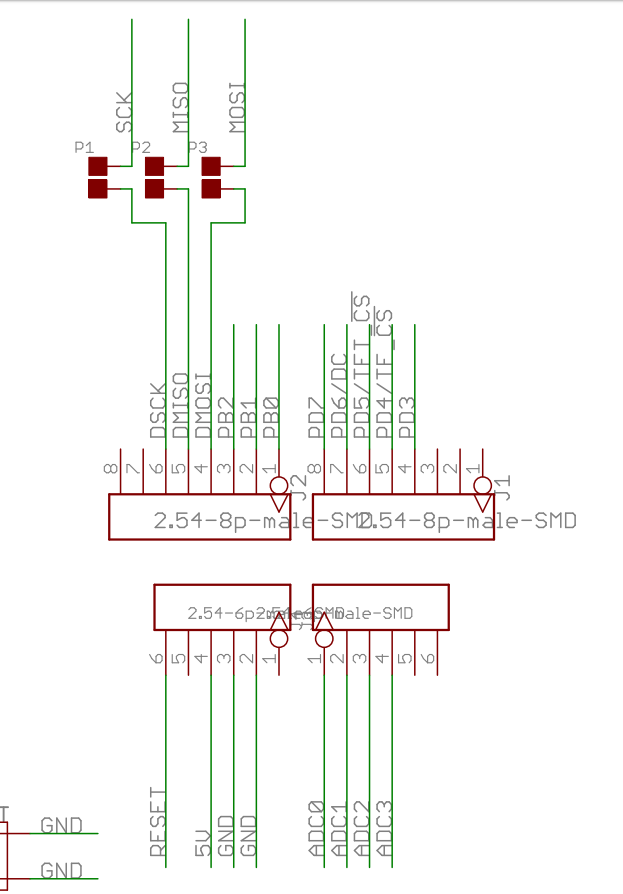 SCK
MISO
MOSI
P1
P2
P3
DSCK
DMISO
DMOSI
PB2
PB1
PB0
PD7
PD6/DC
PD5/TFT_CS
PD4/TF_CS
PD3
8 7 6 5 4 3 2 1
8 7 6 5 4 3 2 1
J2
J1
2.54-8p-male-SMD
2.54-8p-male-SMD
2.54-6p-male-SMD
6 5 4 3 2 1
1 2 3 4 5 6
RESET
5V
GND
GND
ADC0
ADC1
ADC2
ADC3
T
GND
GND